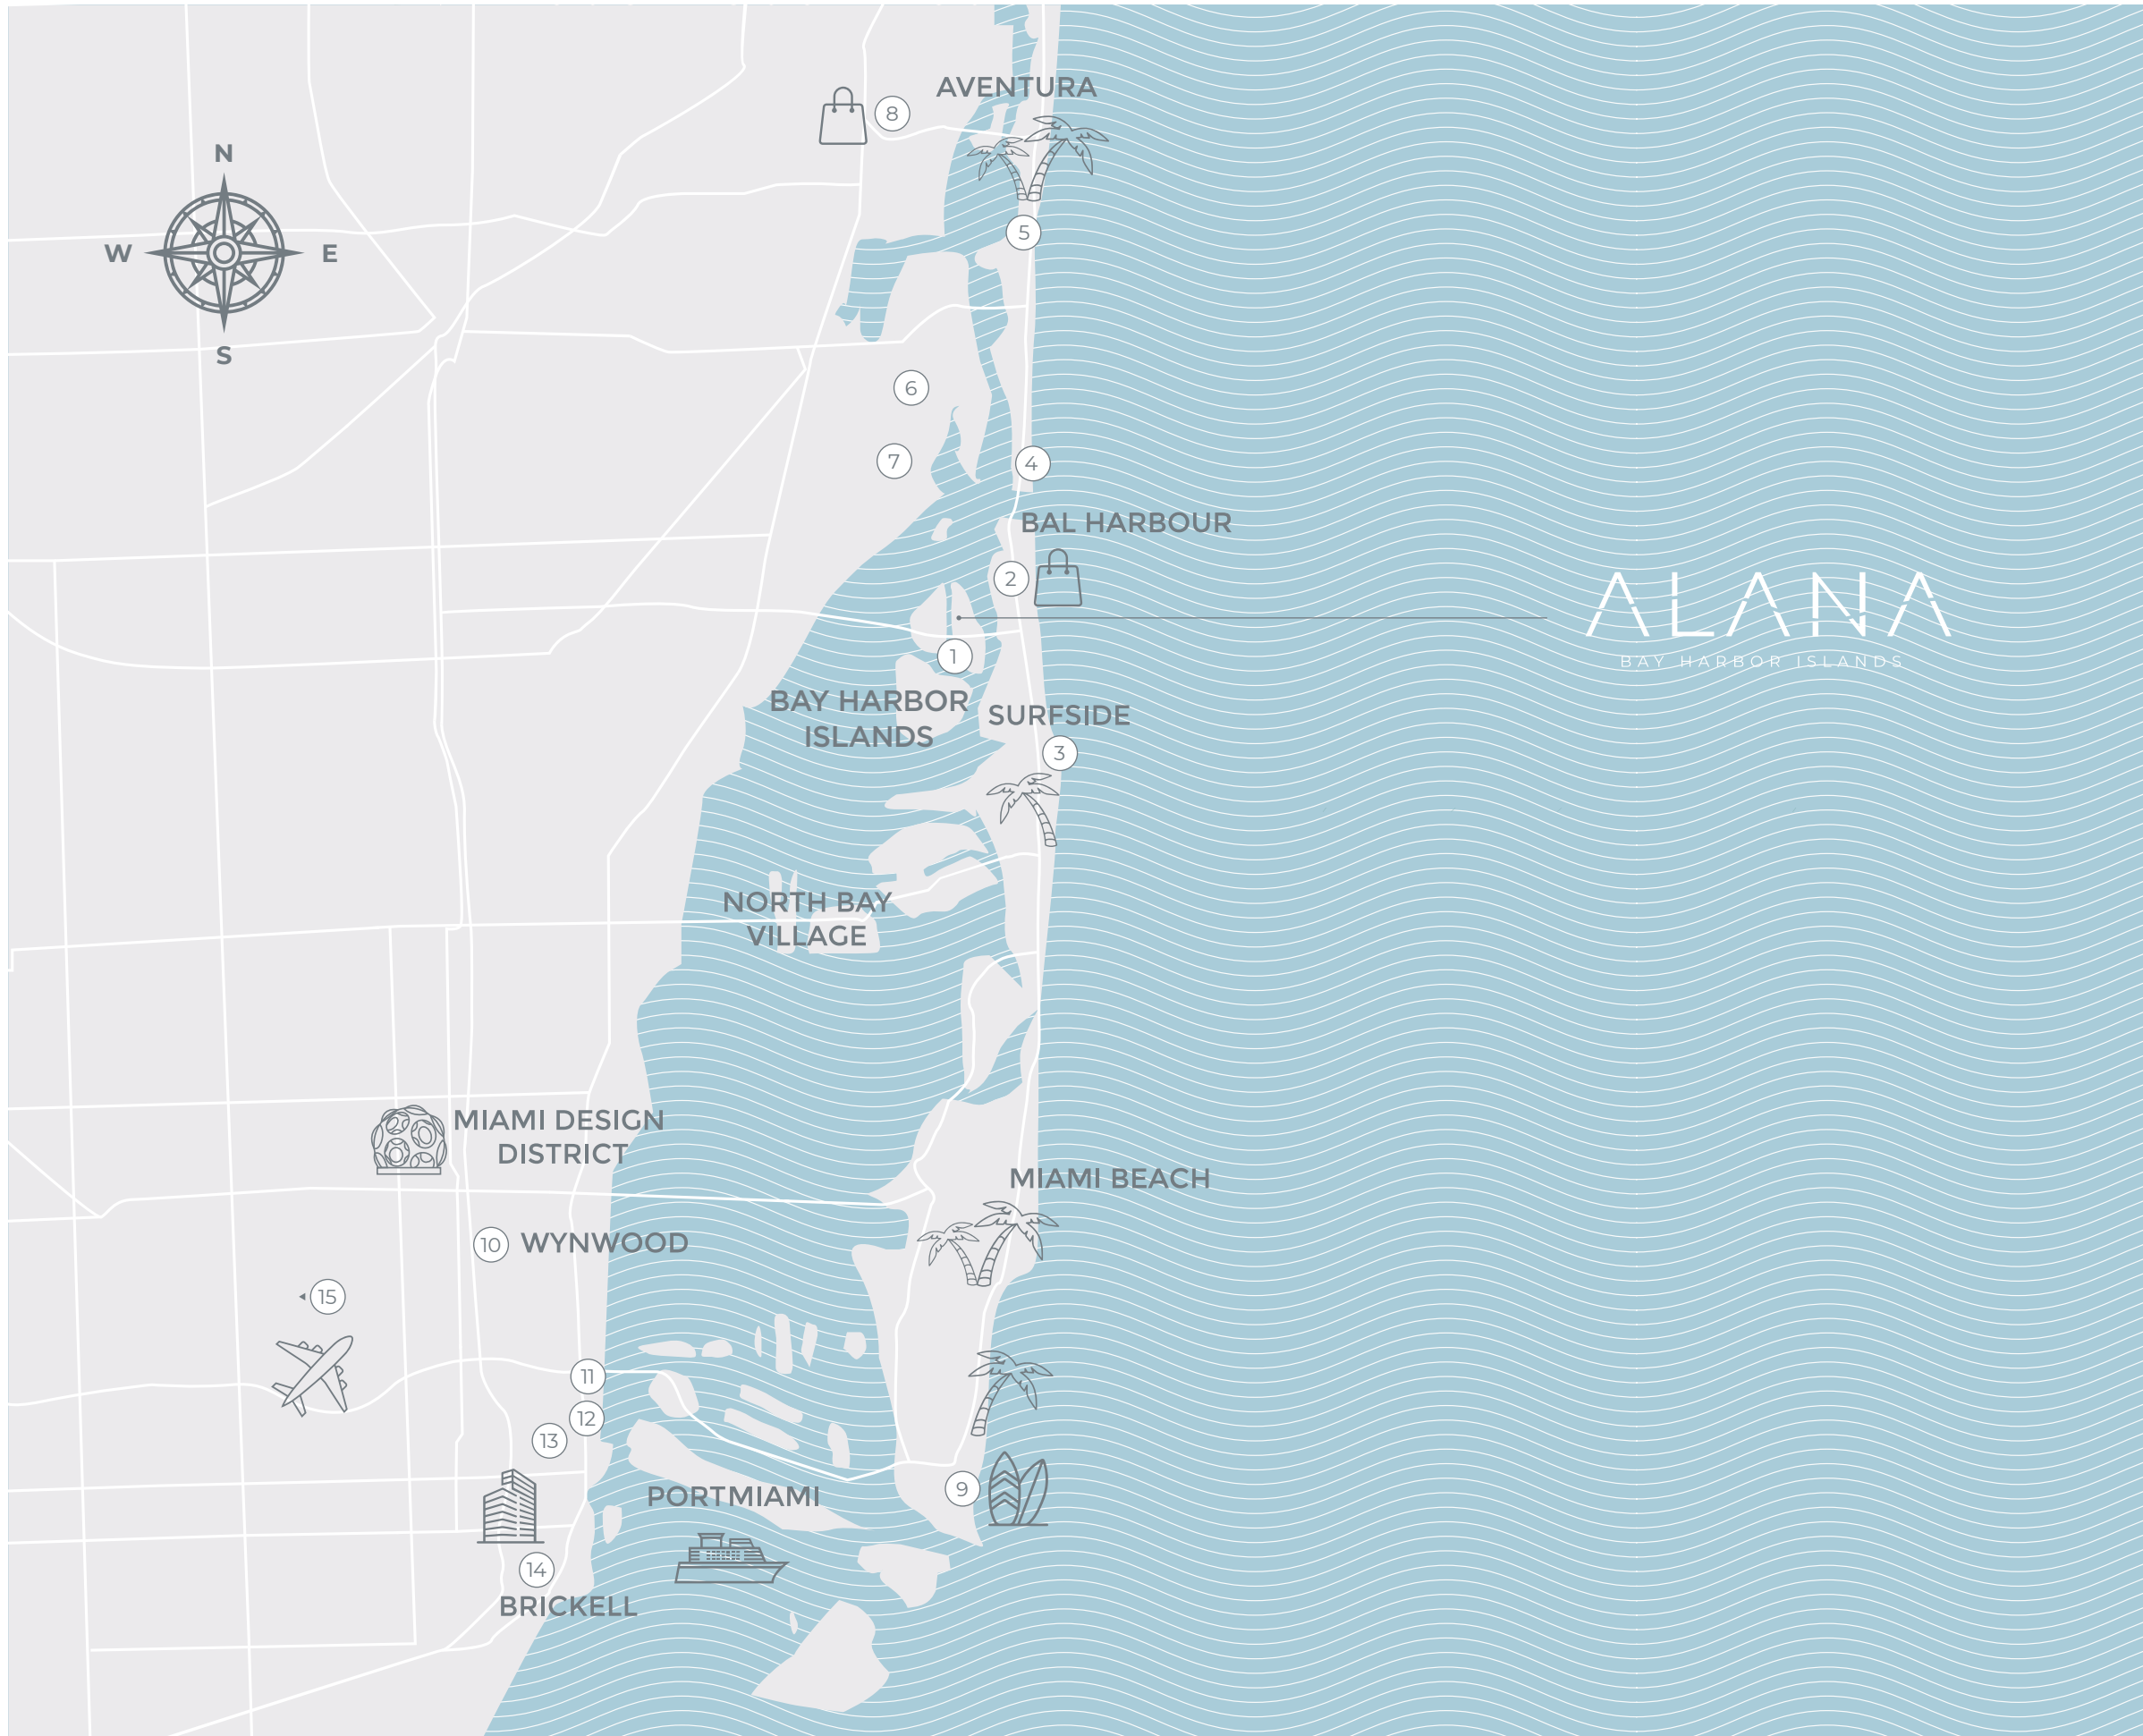 AVENTURA
8
N
W
E
S
5
6
7
4
BAL HARBOUR
2
ALANA
BAY HARBOR ISLANDS
1
BAY HARBOR
ISLANDS
SURFSIDE
3
NORTH BAY
VILLAGE
MIAMI DESIGN
DISTRICT
MIAMI BEACH
10
WYNWOOD
15
11
12
13
9
PORTMIAMI
14
BRICKELL